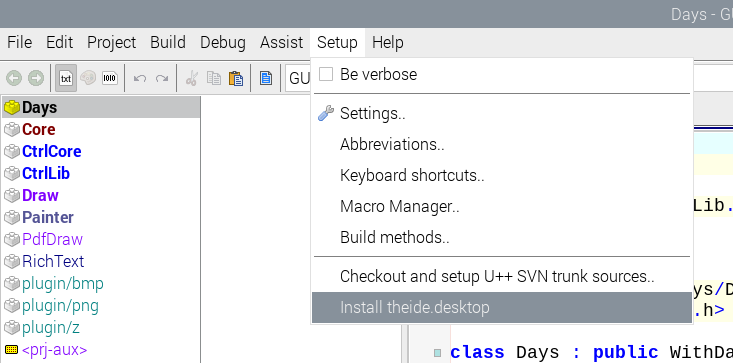 Days - GU
File Edit Project Build Debug Assist Setup Help
txt 010 GU
Be verbose
Settings..
Abbreviations..
Keyboard shortcuts..
Macro Manager..
Build methods..
Checkout and setup U++ SVN trunk sources..
Install theide.desktop
Days
Core
CtrlCore
CtrlLib
Draw
Painter
PdfDraw
RichText
plugin/bmp
plugin/png
plugin/z
<prj-aux>
Lib.
ys/D
.h>
class Days : public WithDa